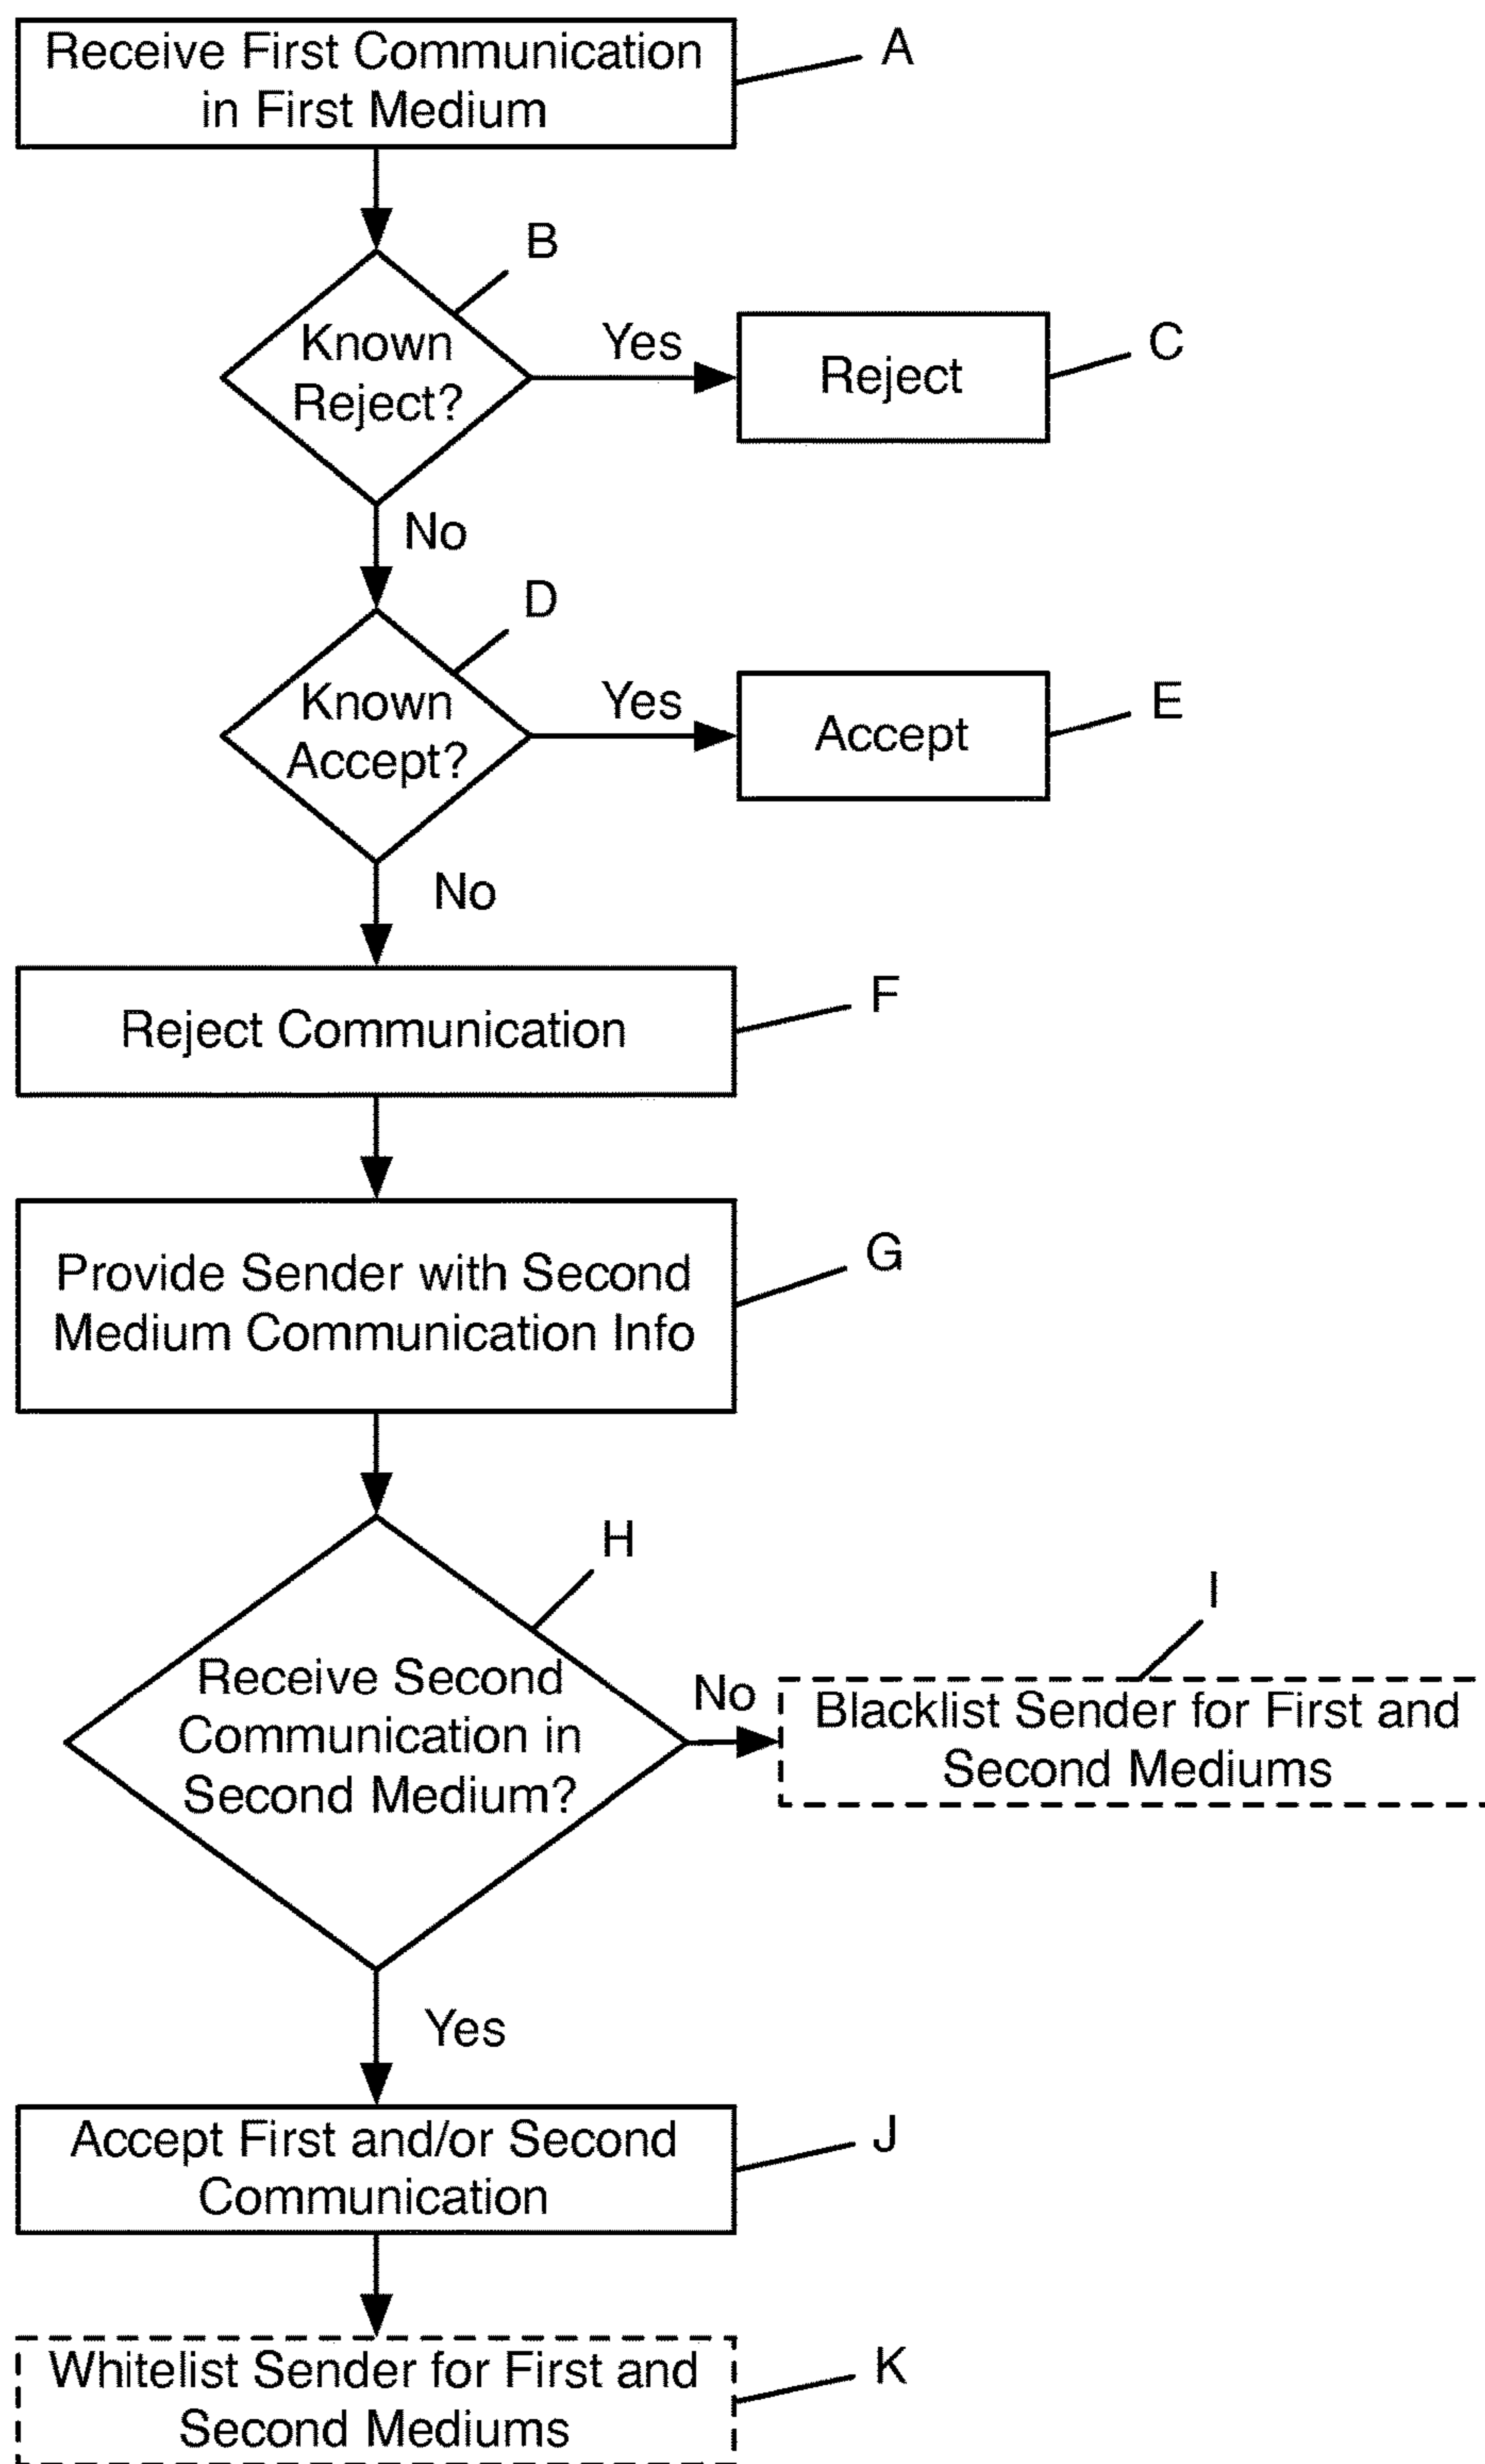 Receive First Communication
in First Medium
A
B
Known
Reject?
Yes
Reject
C
No
D
Known
Accept?
Yes
Accept
E
No
Reject Communication
F
Provide Sender with Second
Medium Communication Info
G
H
Receive Second
Communication in
Second Medium?
No
I
Blacklist Sender for First and
Second Mediums
Yes
Accept First and/or Second
Communication
J
Whitelist Sender for First and
Second Mediums
K